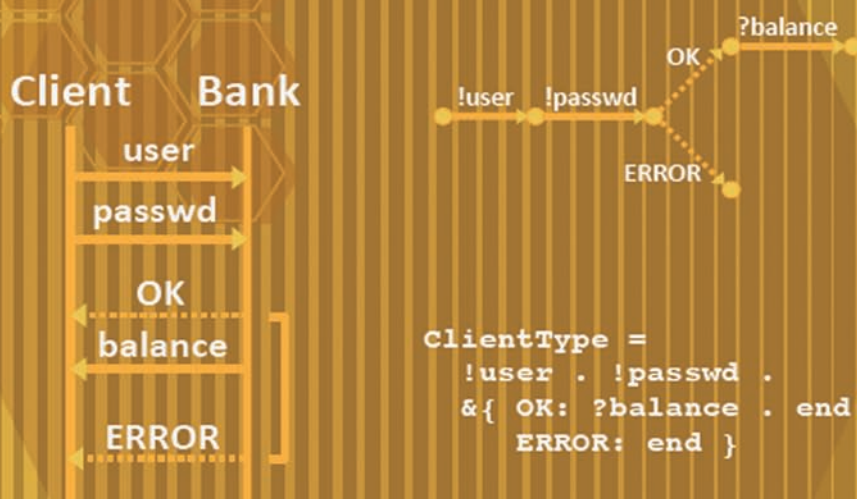 Client Bank
user
passwd
OK
balance
ERROR
?balance
OK
!user !passwd
ERROR
ClientType =
!user . !passwd .
&{ OK: ?balance . end
ERROR: end }